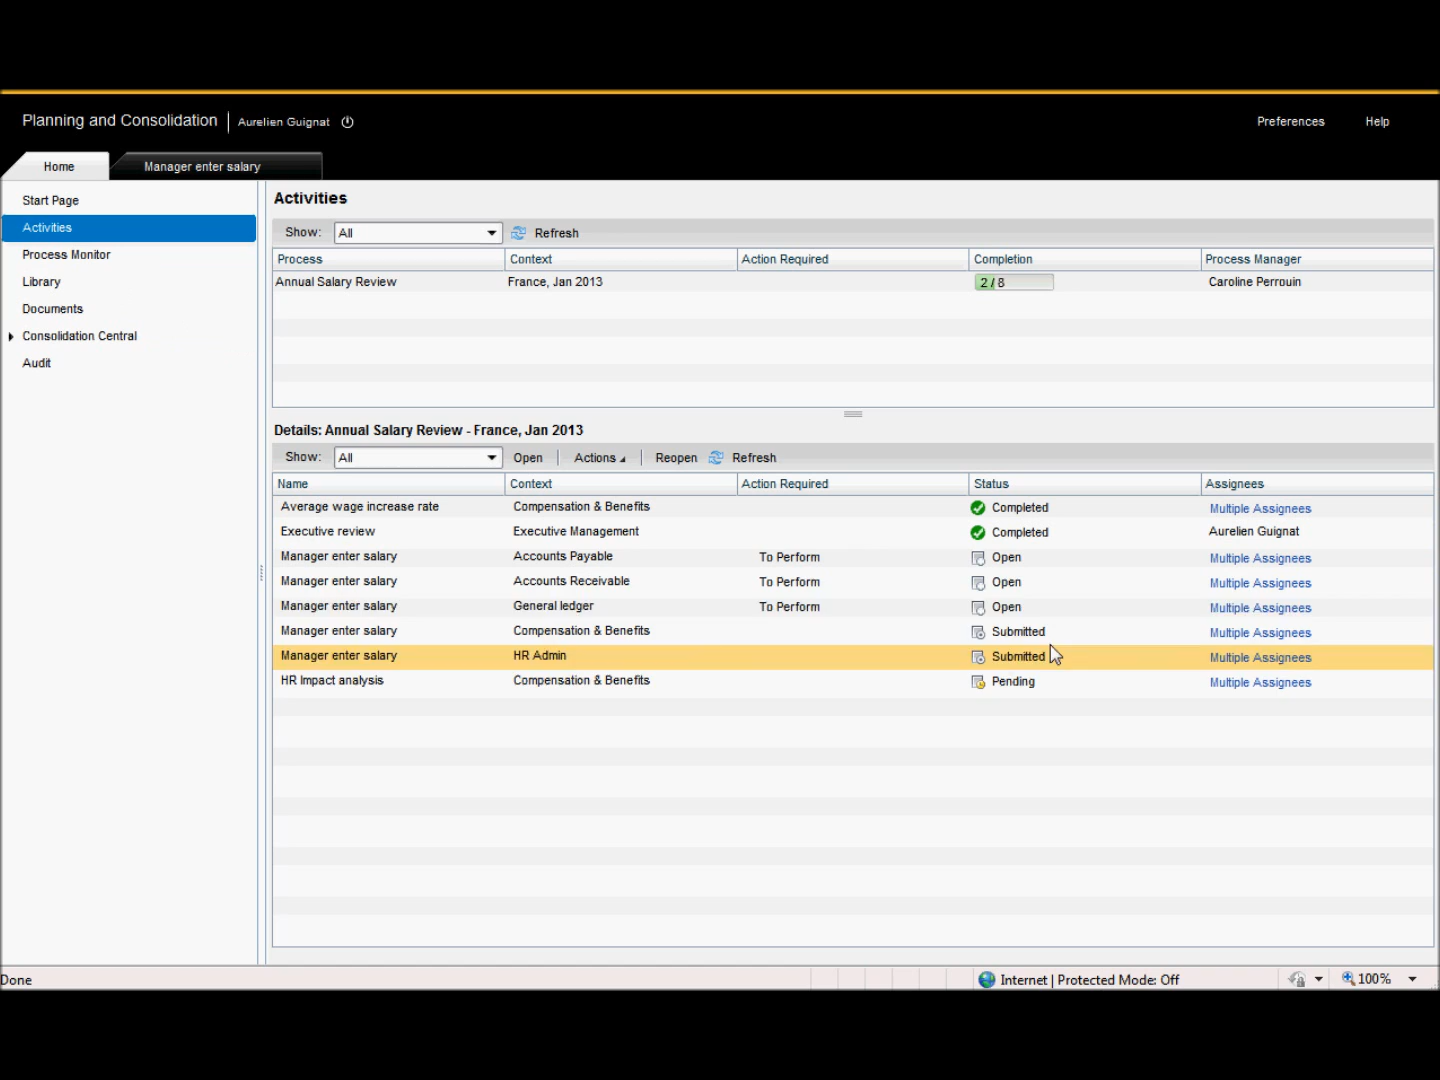 Planning and Consolidation | Aurelien Guignat
Preferences Help
Home Manager enter salary
Start Page
Activities
Process Monitor
Library
Documents
Consolidation Central
Audit
Activities
Show: All Refresh
Process Context Action Required Completion Process Manager
Annual Salary Review France, Jan 2013 2 / 8 Caroline Perrouin
Details: Annual Salary Review - France, Jan 2013
Show: All Open | Actions | Reopen Refresh
Name Context Action Required Status Assignees
Average wage increase rate Compensation & Benefits Completed Multiple Assignees
Executive review Executive Management Completed Aurelien Guignat
Manager enter salary Accounts Payable To Perform Open Multiple Assignees
Manager enter salary Accounts Receivable To Perform Open Multiple Assignees
Manager enter salary General ledger To Perform Open Multiple Assignees
Manager enter salary Compensation & Benefits Submitted Multiple Assignees
Manager enter salary HR Admin Submitted Multiple Assignees
HR Impact analysis Compensation & Benefits Pending Multiple Assignees
Done Internet | Protected Mode: Off 100%